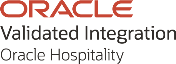 ORACLE
Validated Integration
Oracle Hospitality